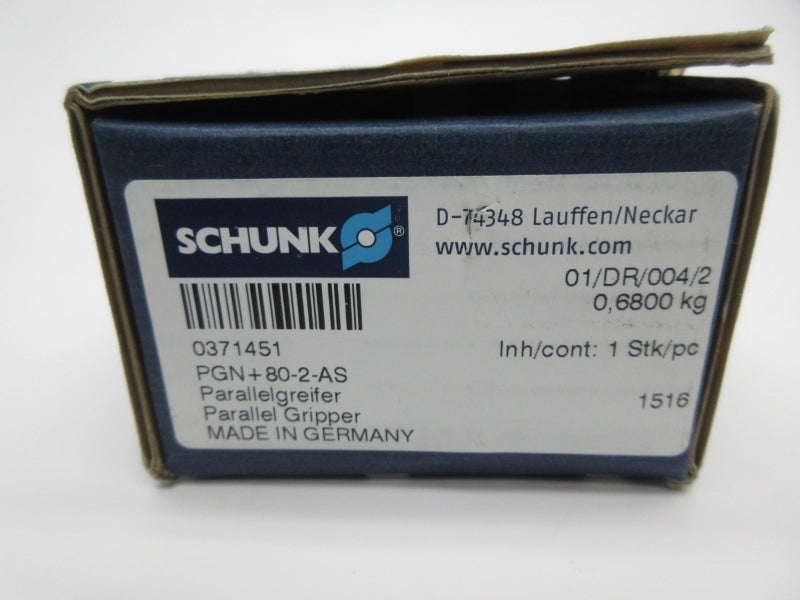 SCHUNK ®
D-74348 Lauffen/Neckar
www.schunk.com
01/DR/004/2
0,6800 kg
0371451
Inh/cont: 1 Stk/pc
PGN+80-2-AS
Parallelgreifer
1516
Parallel Gripper
MADE IN GERMANY